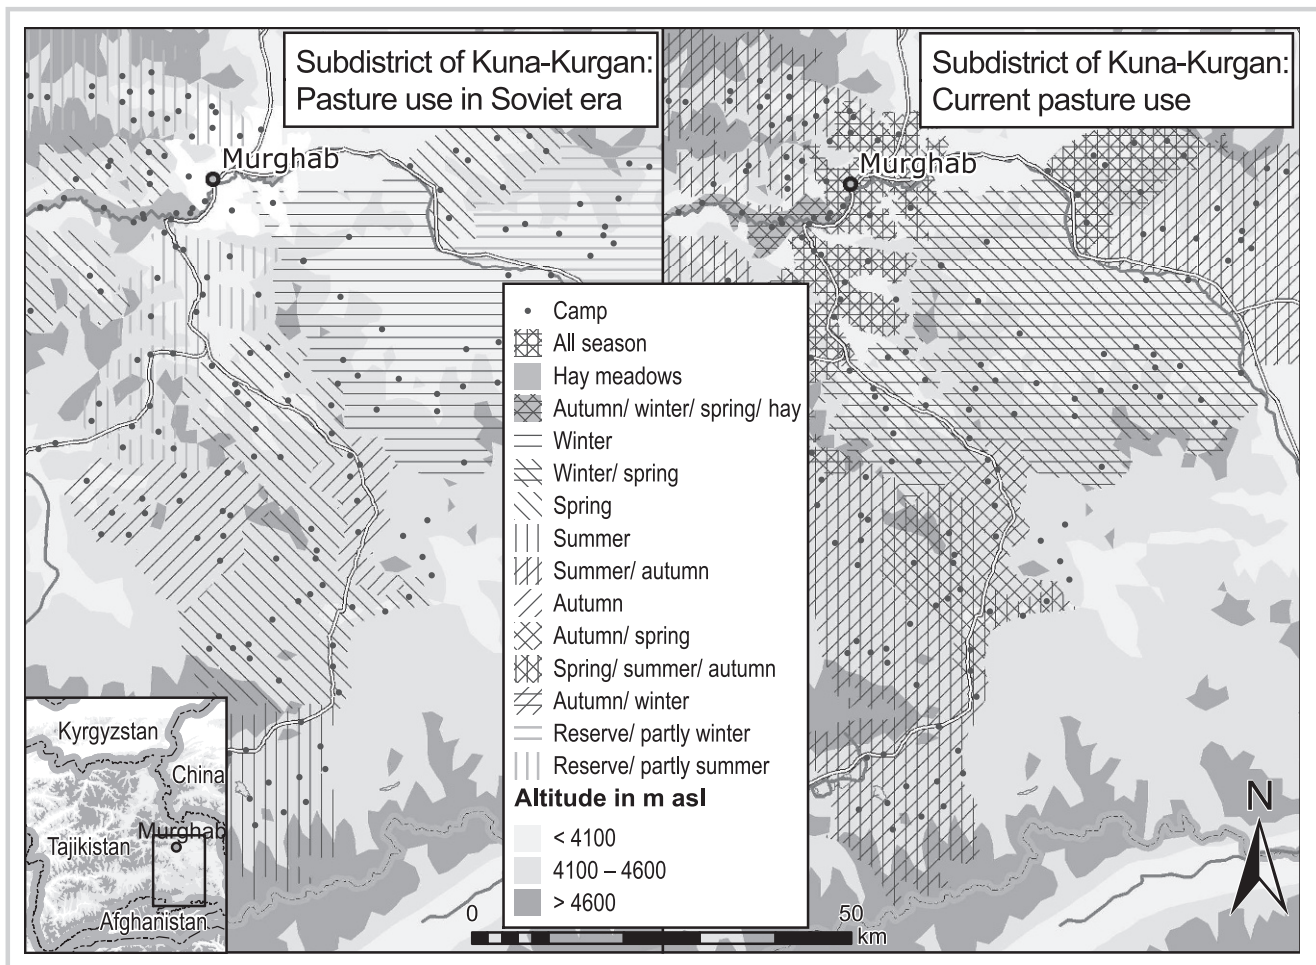 Subdistrict of Kuna-Kurgan:
Pasture use in Soviet era
Subdistrict of Kuna-Kurgan:
Current pasture use
Murghab
Murghab
Camp
All season
Hay meadows
Autumn/ winter/ spring/ hay
Winter
Winter/ spring
Spring
Summer
Summer/ autumn
Autumn
Autumn/ spring
Spring/ summer/ autumn
Autumn/ winter
Reserve/ partly winter
Reserve/ partly summer
Altitude in m asl
< 4100
4100 – 4600
> 4600
Kyrgyzstan
China
Murghab
Tajikistan
Afghanistan
N
0 50
km